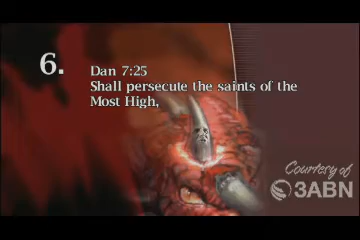 6.
Dan 7:25
Shall persecute the saints of the
Most High,
Courtesy of
3ABN